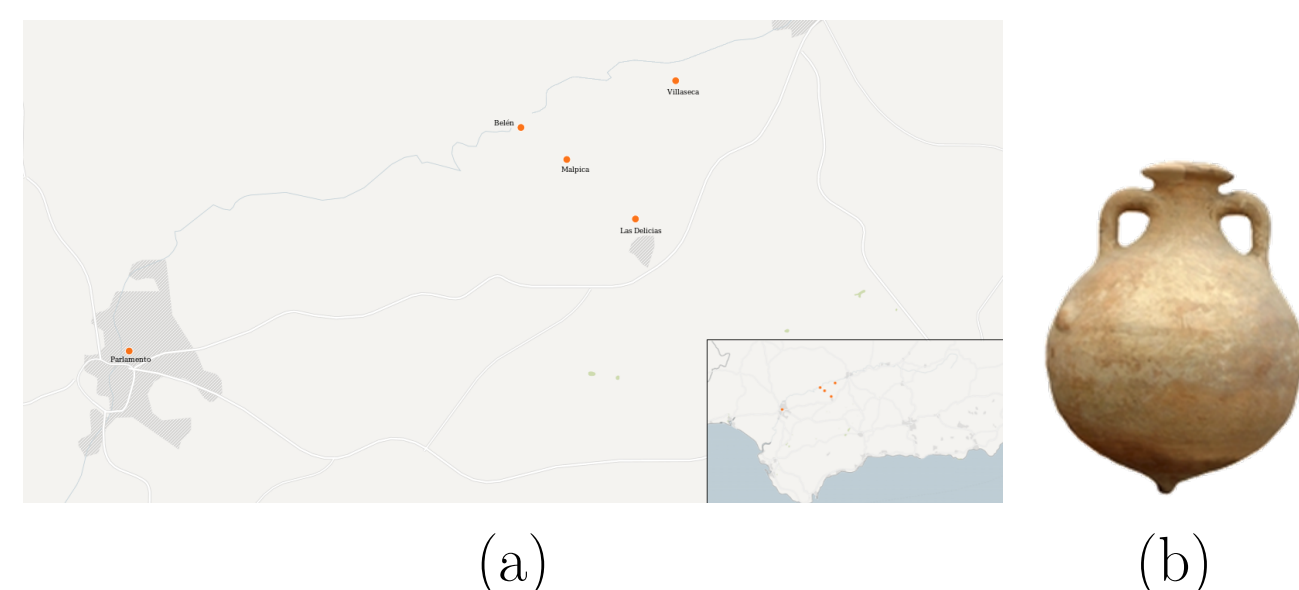 Villaseca
Belén
Malpica
Las Delicias
Parlamento
(a)
(b)